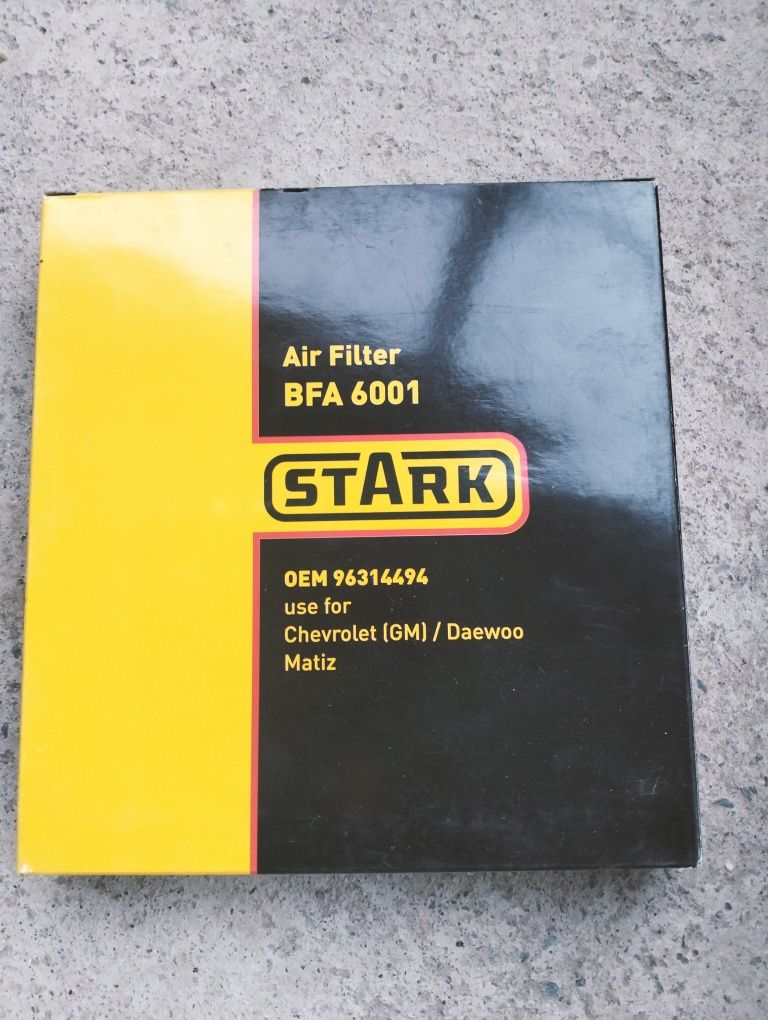 Air Filter
BFA 6001
STARK
OEM 96314494
use for
Chevrolet (GM) / Daewoo
Matiz